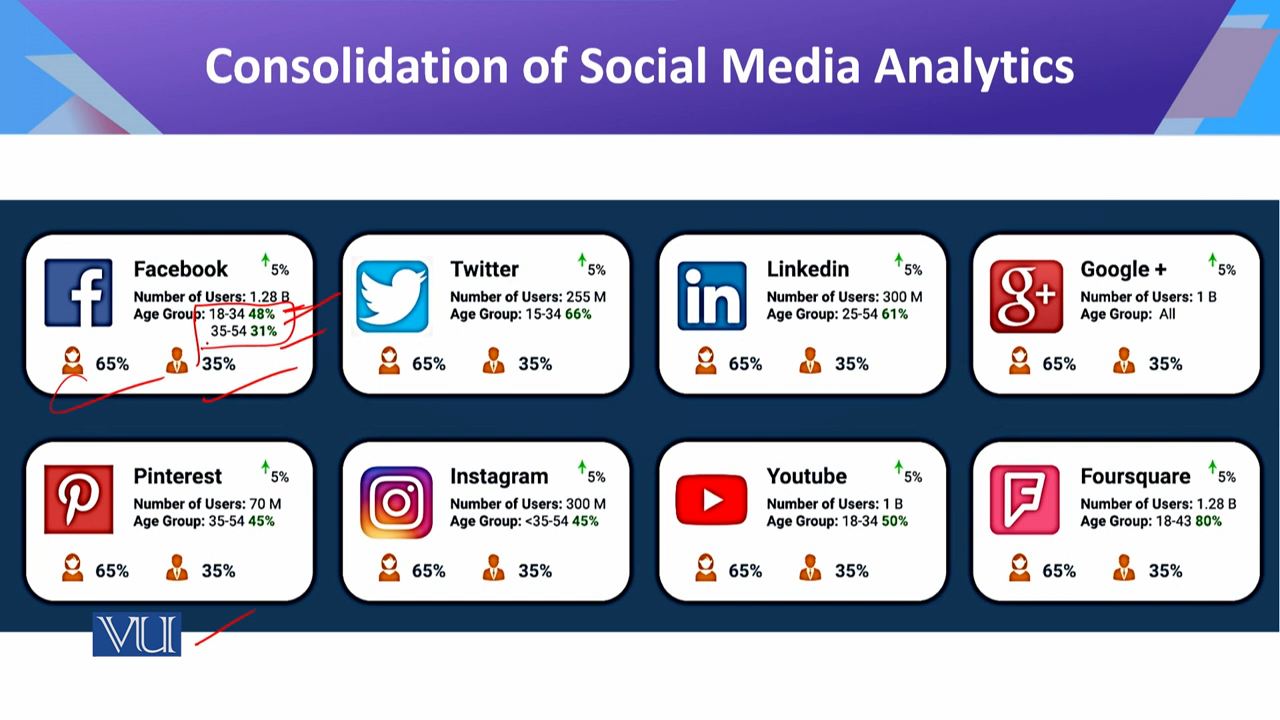 Consolidation of Social Media Analytics
Facebook 5%
Number of Users: 1.28 B
Age Group: 18-34 48%
35-54 31%
65% 35%
Twitter 5%
Number of Users: 255 M
Age Group: 15-34 66%
65% 35%
Linkedin 5%
Number of Users: 300 M
Age Group: 25-54 61%
65% 35%
Google + 5%
Number of Users: 1 B
Age Group: All
65% 35%
Pinterest 5%
Number of Users: 70 M
Age Group: 35-54 45%
65% 35%
Instagram 5%
Number of Users: 300 M
Age Group: <35-54 45%
65% 35%
Youtube 5%
Number of Users: 1 B
Age Group: 18-34 50%
65% 35%
Foursquare 5%
Number of Users: 1.28 B
Age Group: 18-43 80%
65% 35%
VU